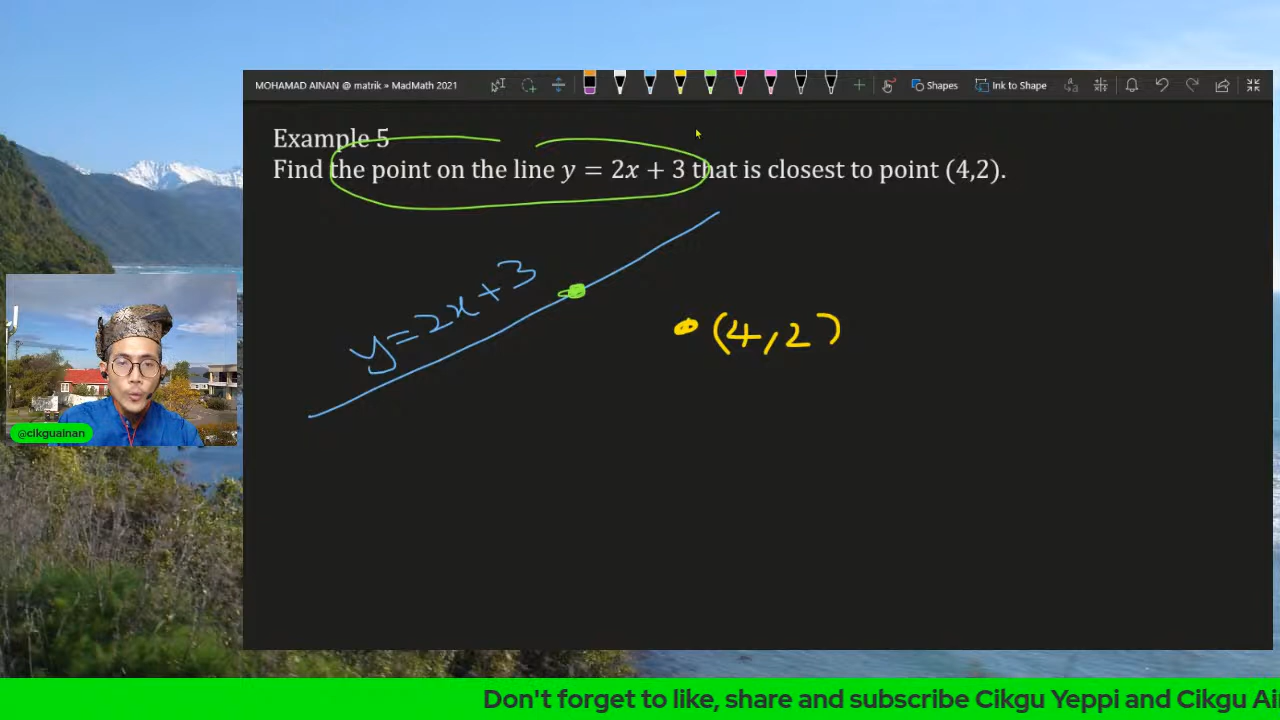 MOHAMAD AINAN @ matrik » MadMath 2021
Shapes
Ink to Shape
Example 5
Find the point on the line y = 2x + 3 that is closest to point (4,2).
y=2x+3
(4,2)
@cikguainan
Don't forget to like, share and subscribe Cikgu Yeppi and Cikgu Ai